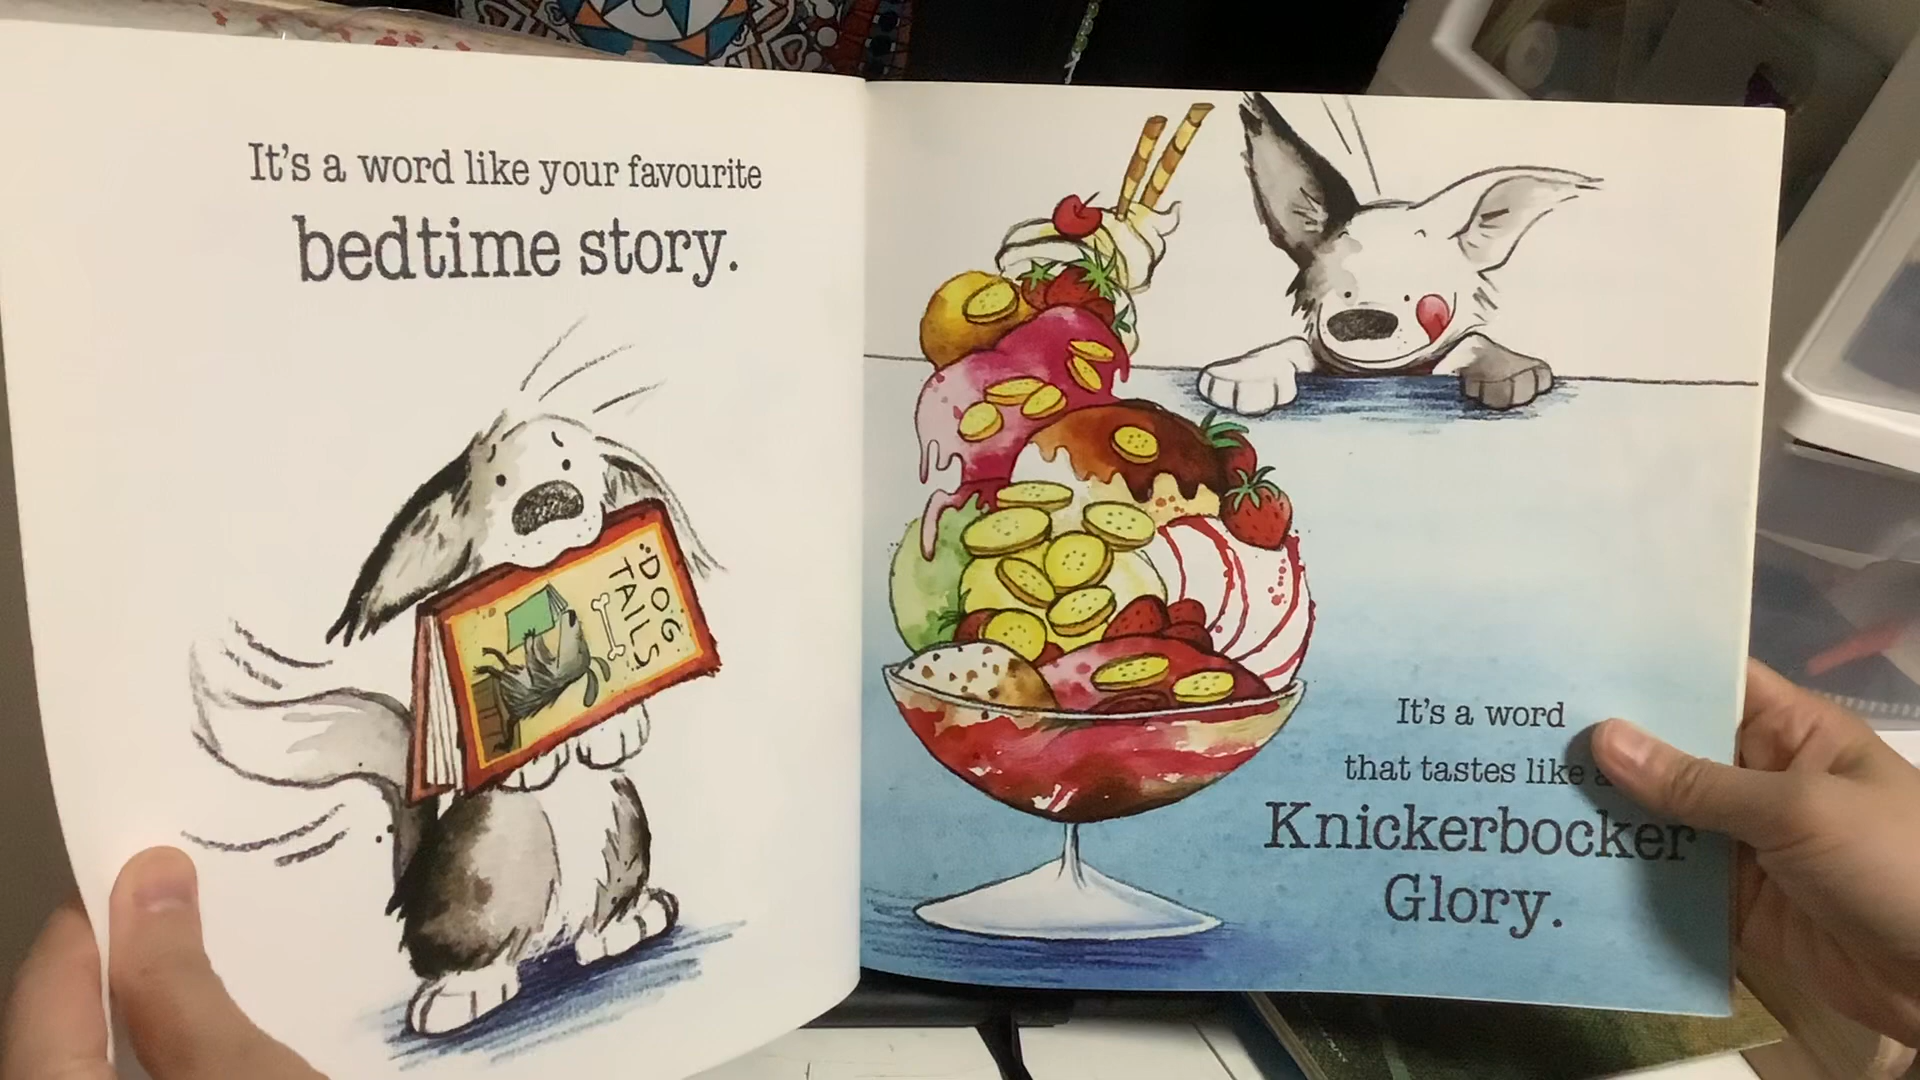 It's a word like your favourite
bedtime story.
DOG
TAILS
It's a word
that tastes like
Knickerbocker
Glory.